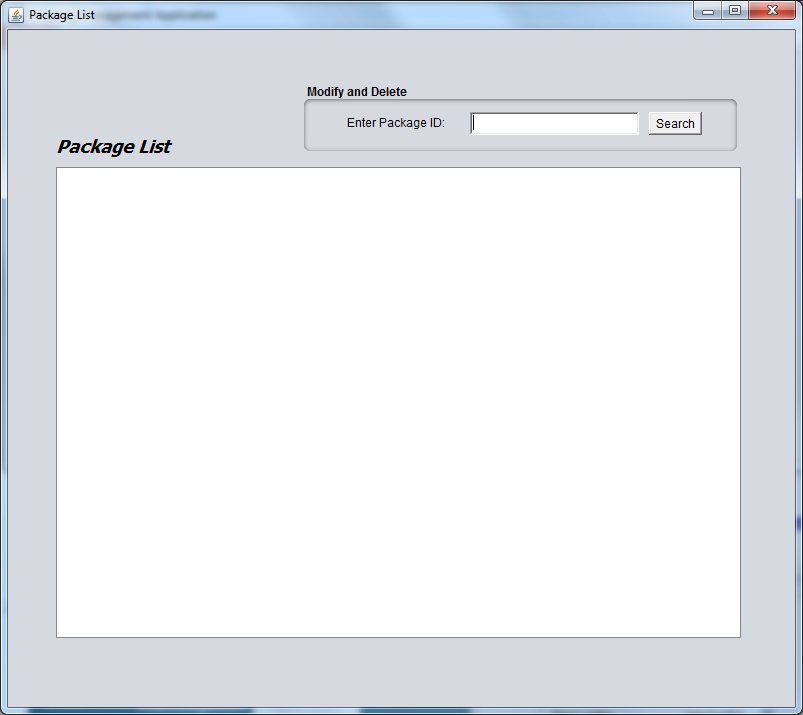 Package List
Modify and Delete
Enter Package ID:
Search
Package List